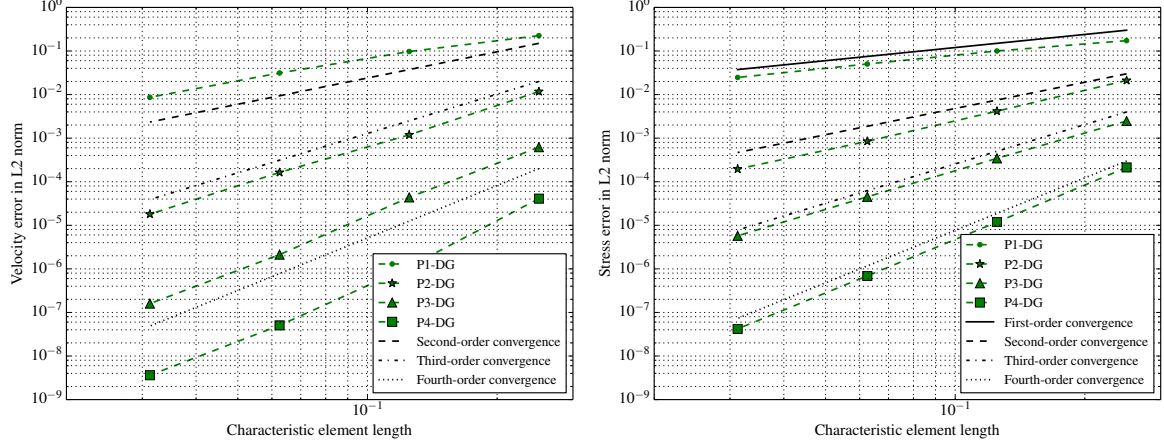 10⁰
10⁻¹
10⁻²
10⁻³
10⁻⁴
10⁻⁵
10⁻⁶
10⁻⁷
10⁻⁸
10⁻⁹
Velocity error in L2 norm
10⁻¹
Characteristic element length
P1-DG
P2-DG
P3-DG
P4-DG
Second-order convergence
Third-order convergence
Fourth-order convergence
10⁰
10⁻¹
10⁻²
10⁻³
10⁻⁴
10⁻⁵
10⁻⁶
10⁻⁷
10⁻⁸
10⁻⁹
Stress error in L2 norm
10⁻¹
Characteristic element length
P1-DG
P2-DG
P3-DG
P4-DG
First-order convergence
Second-order convergence
Third-order convergence
Fourth-order convergence